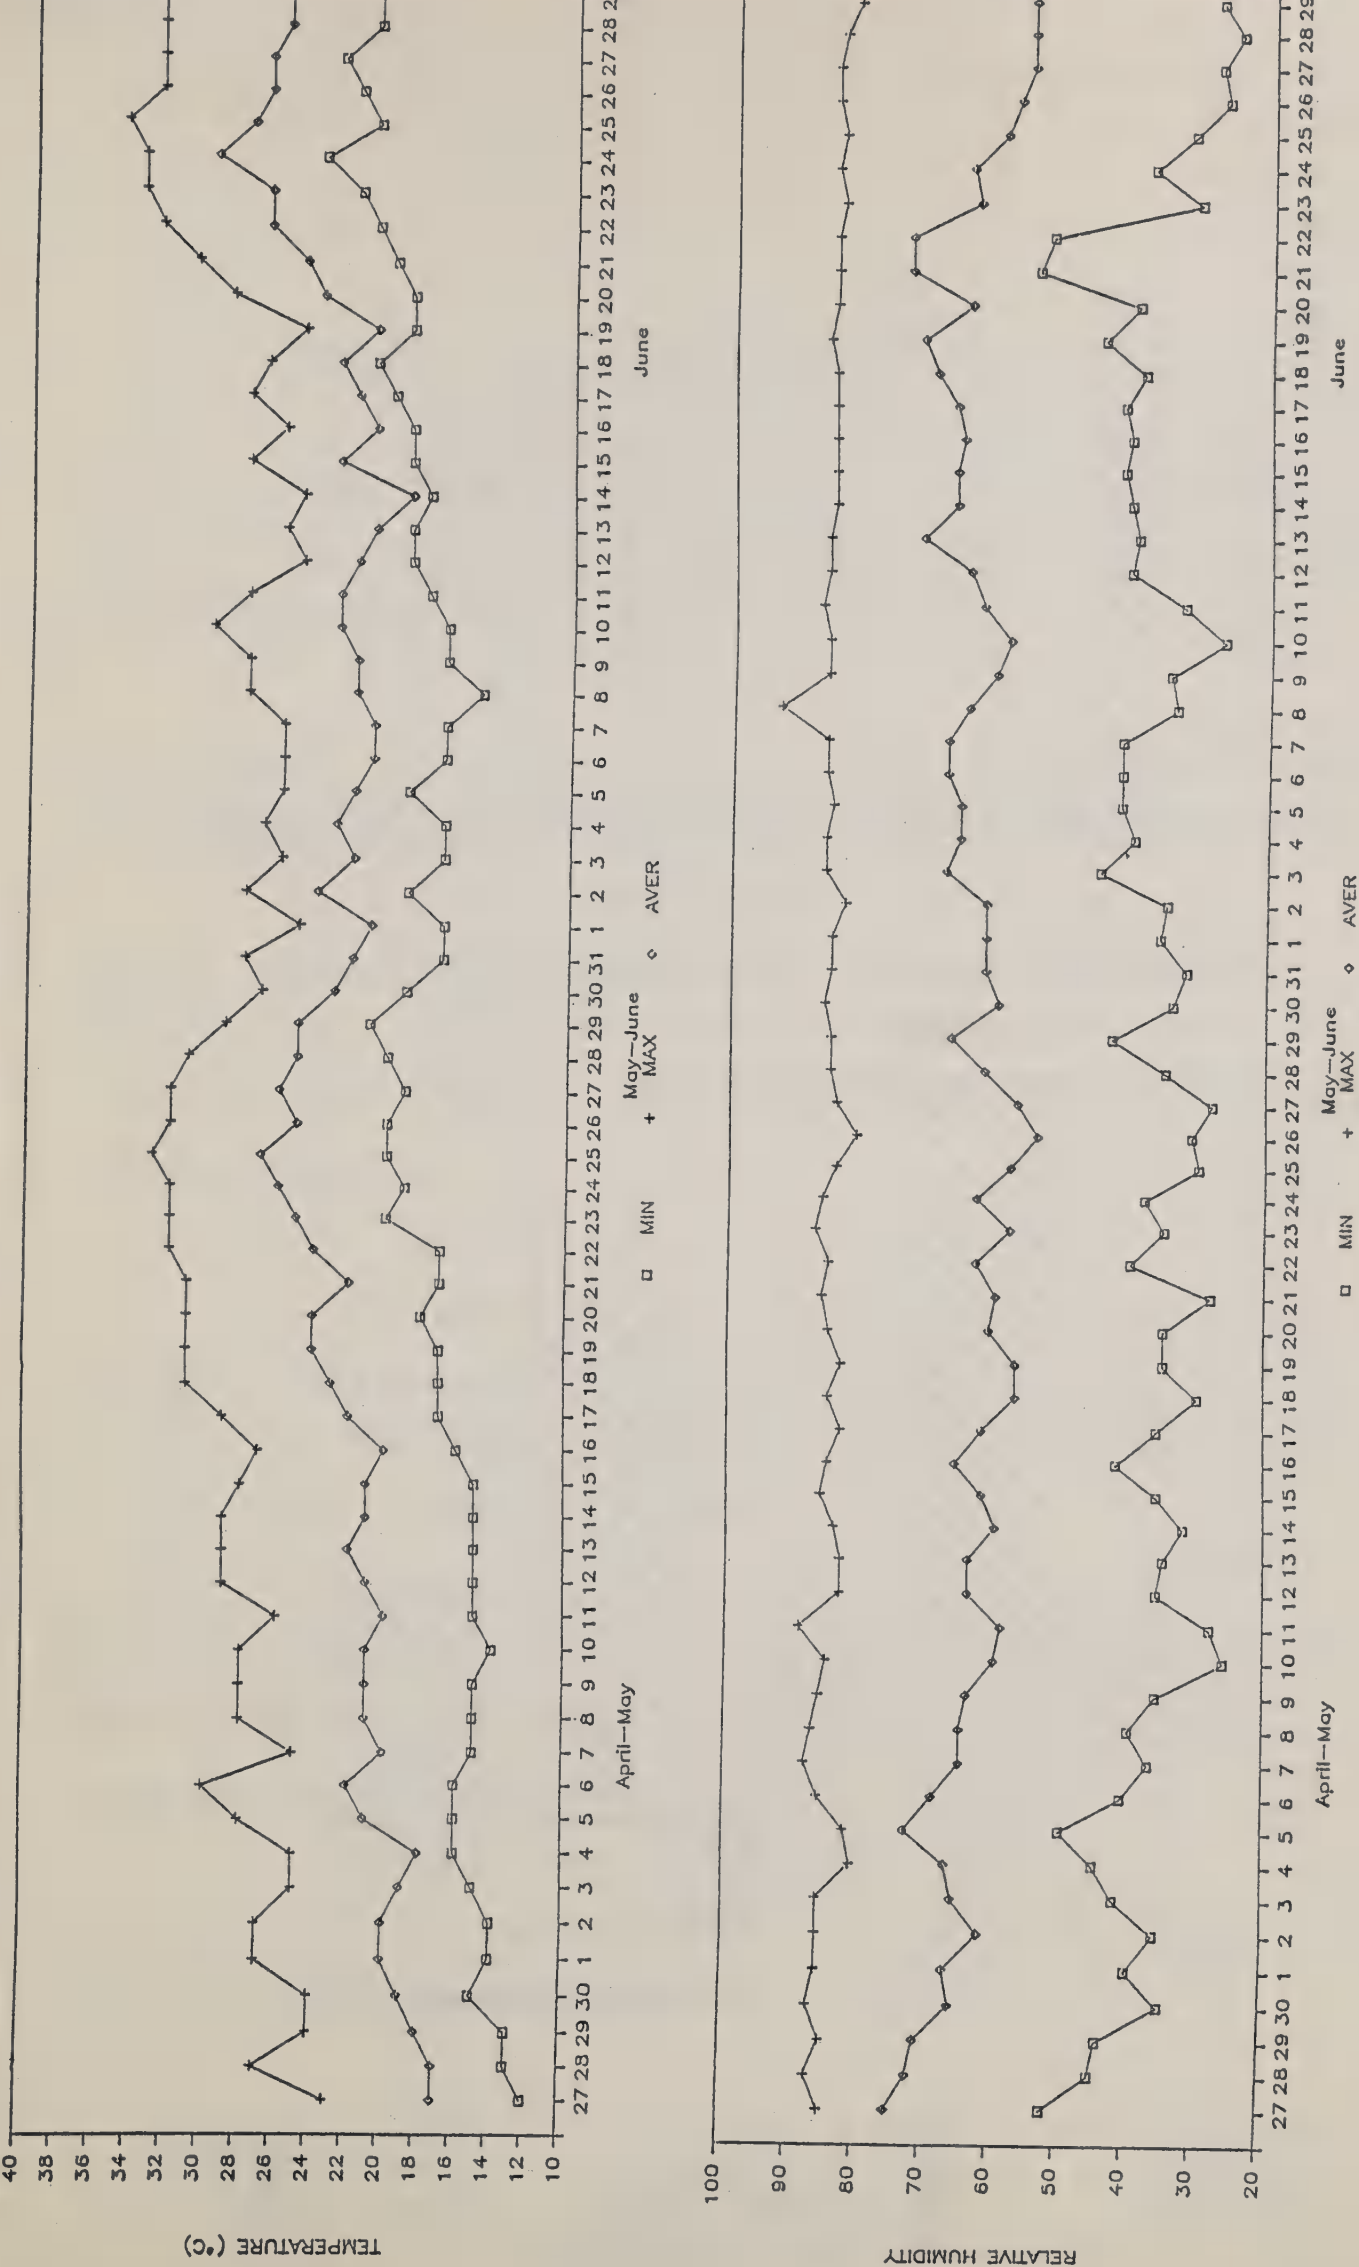 TEMPERATURE (°C)
40 38 36 34 32 30 28 26 24 22 20 18 16 14 12 10
27 28 29 30 1 2 3 4 5 6 7 8 9 10 11 12 13 14 15 16 17 18 19 20 21 22 23 24 25 26 27 28 29 30 31 1 2 3 4 5 6 7 8 9 10 11 12 13 14 15 16 17 18 19 20 21 22 23 24 25 26 27 28
April—May May—June June
□ MIN + MAX ◇ AVER
RELATIVE HUMIDITY
100 90 80 70 60 50 40 30 20
27 28 29 30 1 2 3 4 5 6 7 8 9 10 11 12 13 14 15 16 17 18 19 20 21 22 23 24 25 26 27 28 29 30 31 1 2 3 4 5 6 7 8 9 10 11 12 13 14 15 16 17 18 19 20 21 22 23 24 25 26 27 28 29
April—May May—June June
□ MIN + MAX ◇ AVER